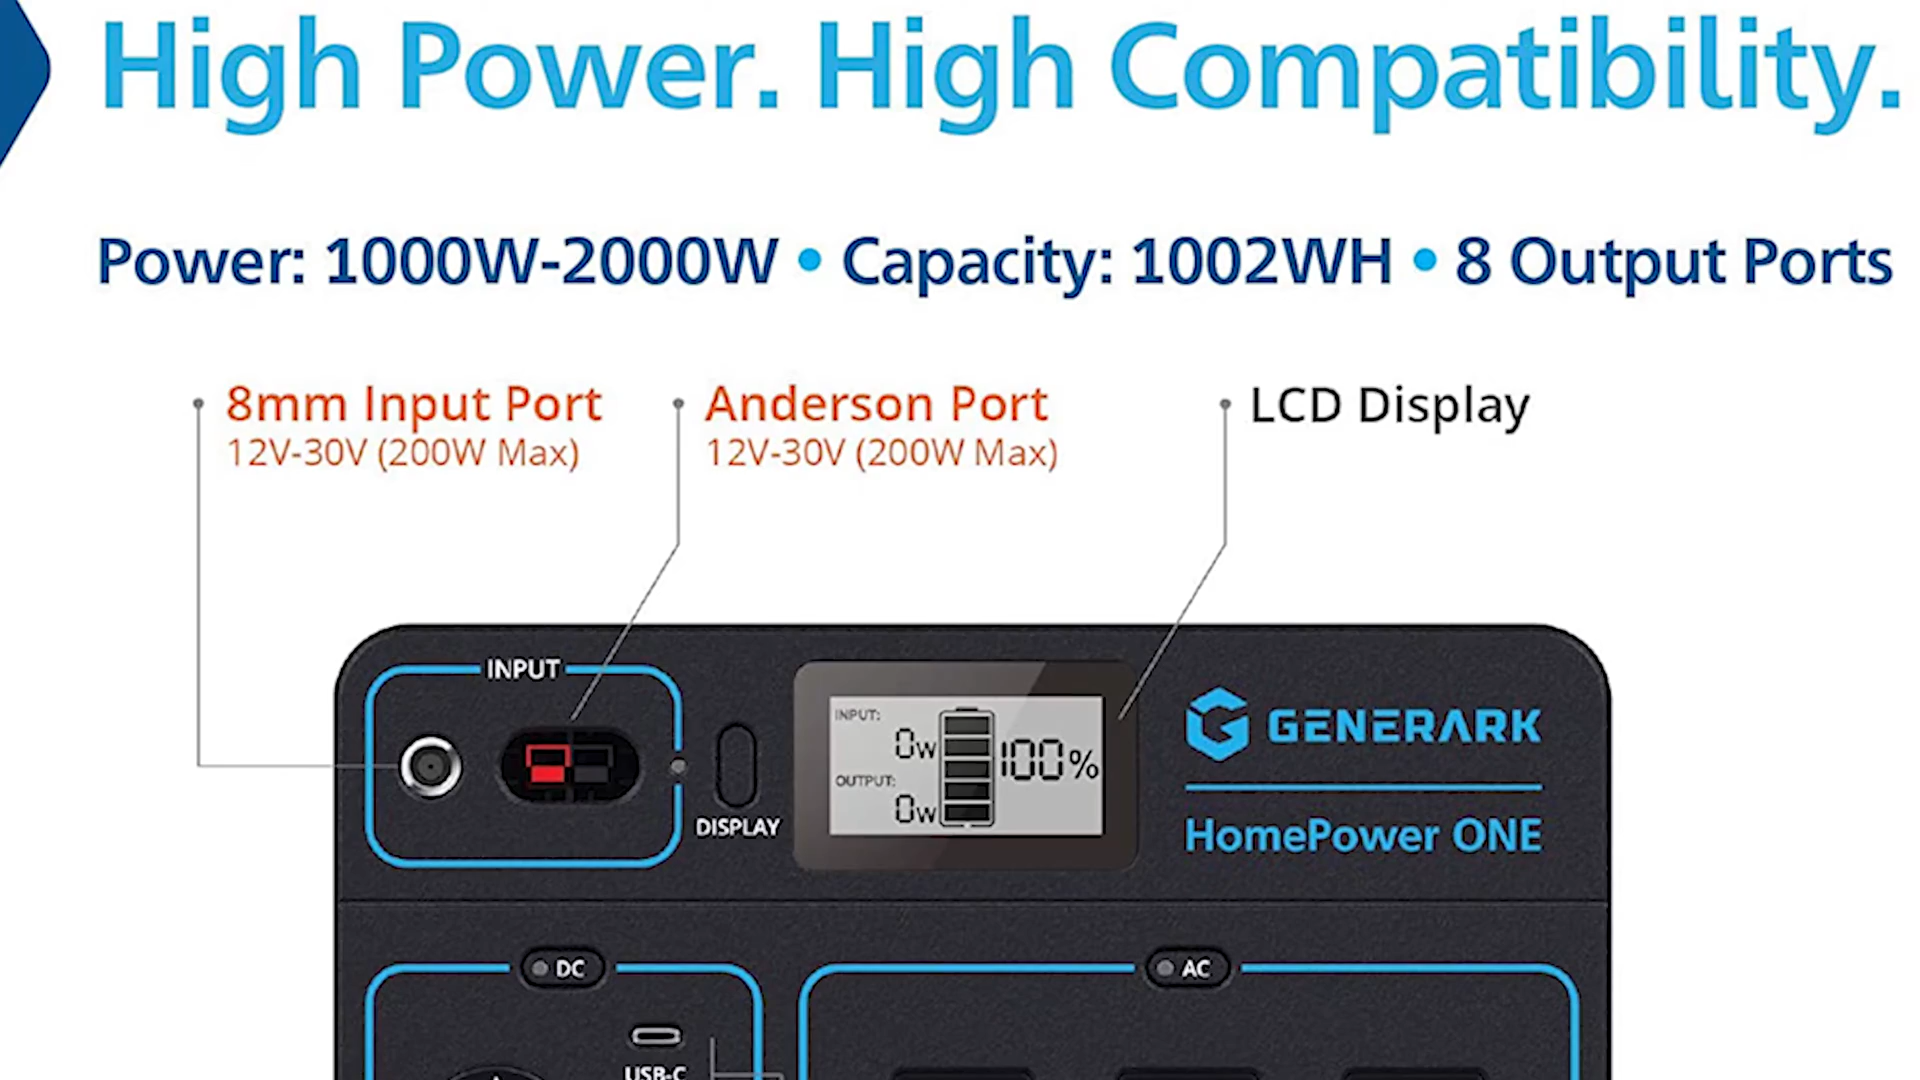 High Power. High Compatibility.
Power: 1000W-2000W • Capacity: 1002WH • 8 Output Ports
8mm Input Port
12V-30V (200W Max)
Anderson Port
12V-30V (200W Max)
LCD Display
INPUT
DISPLAY
INPUT:
0w
OUTPUT:
0w
100%
GENERARK
HomePower ONE
DC
AC
USB-C